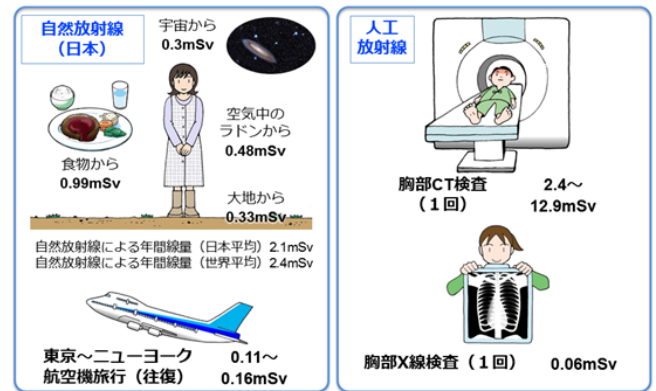 自然放射線
（日本）
宇宙から
0.3mSv
空気中の
ラドンから
0.48mSv
食物から
0.99mSv
大地から
0.33mSv
自然放射線による年間線量（日本平均）2.1mSv
自然放射線による年間線量（世界平均）2.4mSv
東京～ニューヨーク
航空機旅行（往復）
0.11～
0.16mSv
人工
放射線
胸部CT検査
（１回）
2.4～
12.9mSv
胸部X線検査（１回） 0.06mSv